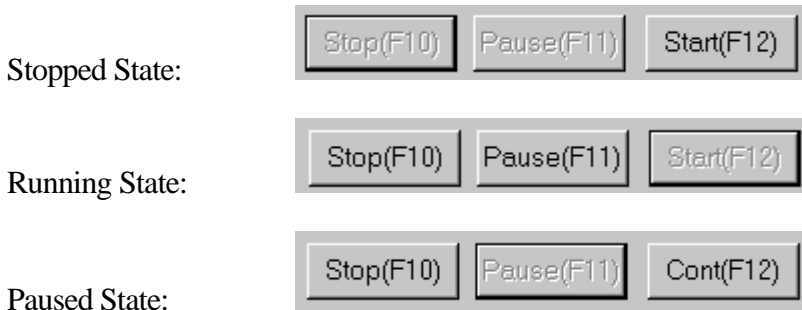 Stopped State: Stop(F10) Pause(F11) Start(F12)
Running State: Stop(F10) Pause(F11) Start(F12)
Paused State: Stop(F10) Pause(F11) Cont(F12)